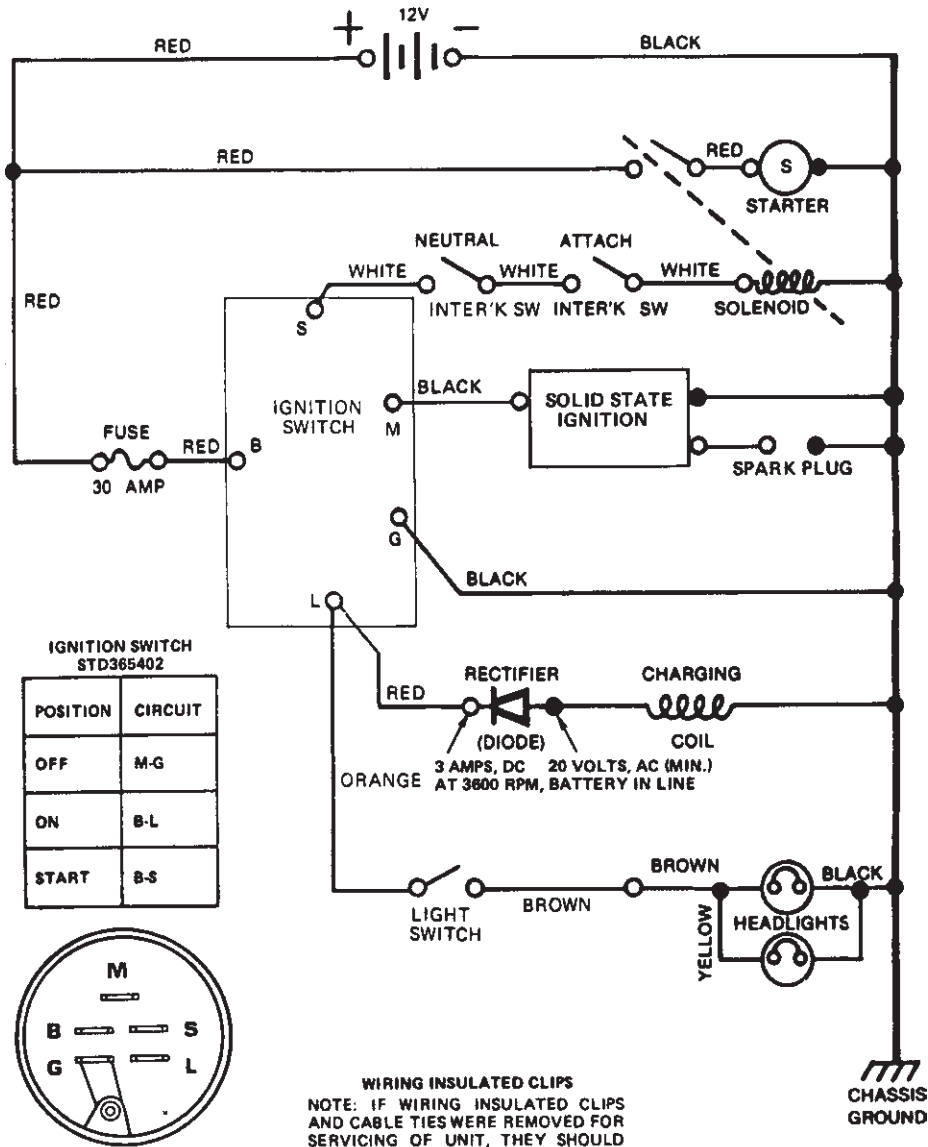 12V
+ −
RED
BLACK
RED
RED
S
STARTER
NEUTRAL
ATTACH
WHITE
WHITE
WHITE
INTER'K SW
INTER'K SW
SOLENOID
RED
S
IGNITION
SWITCH
BLACK
M
SOLID STATE
IGNITION
SPARK PLUG
FUSE
30 AMP
RED
B
G
BLACK
L
RED
RECTIFIER
(DIODE)
CHARGING
COIL
3 AMPS, DC 20 VOLTS, AC (MIN.)
AT 3600 RPM, BATTERY IN LINE
ORANGE
IGNITION SWITCH
STD365402
POSITION CIRCUIT
OFF M-G
ON B-L
START B-S
LIGHT
SWITCH
BROWN
BROWN
YELLOW
BLACK
HEADLIGHTS
M
B S
G L
CHASSIS
GROUND
WIRING INSULATED CLIPS
NOTE: IF WIRING INSULATED CLIPS
AND CABLE TIES WERE REMOVED FOR
SERVICING OF UNIT, THEY SHOULD